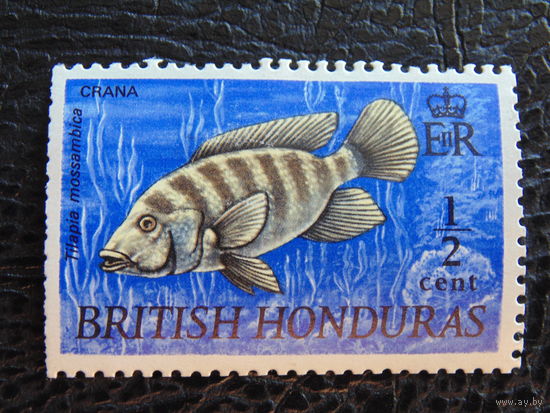 CRANA
Tilapia mossambica
EIIR
1/2
cent
BRITISH HONDURAS
www.ay.by